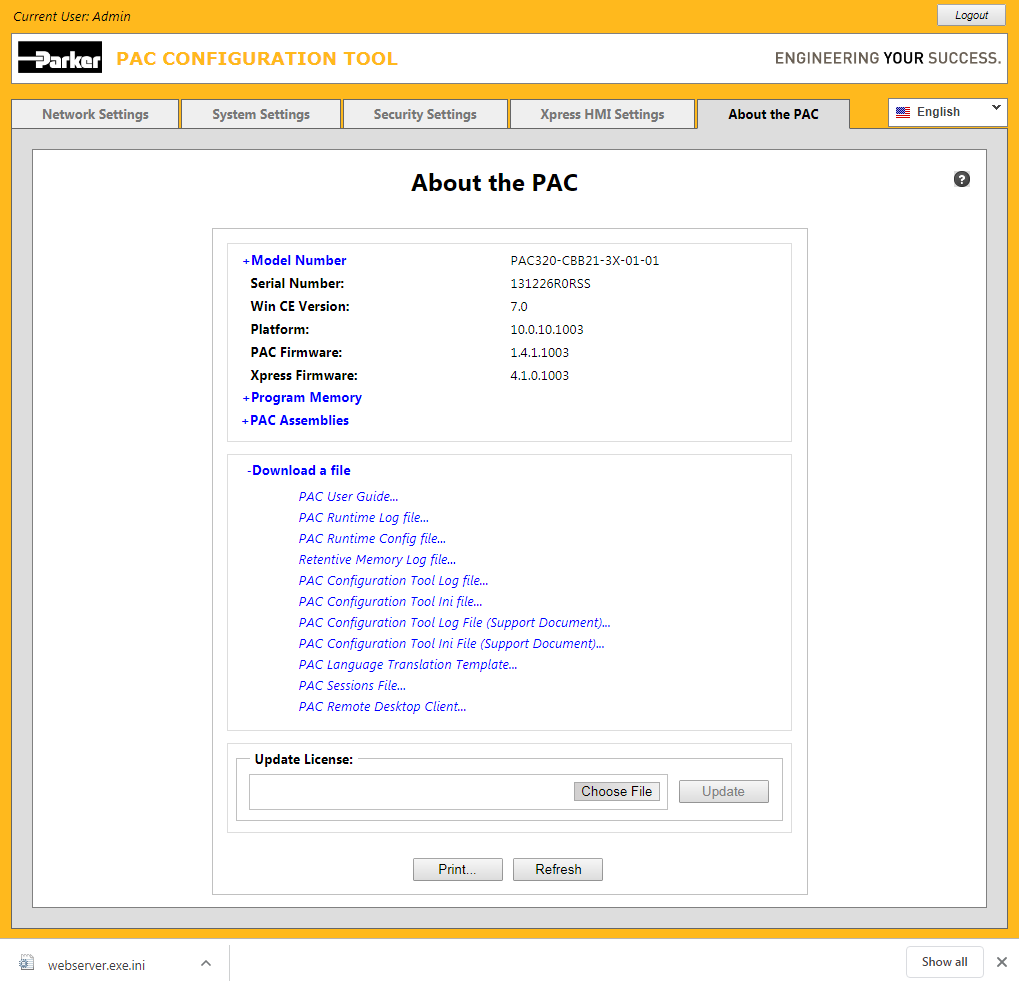 Current User: Admin
Logout
Parker
PAC CONFIGURATION TOOL
ENGINEERING YOUR SUCCESS.
Network Settings
System Settings
Security Settings
Xpress HMI Settings
About the PAC
English
About the PAC
?
+Model Number PAC320-CBB21-3X-01-01
Serial Number: 131226R0RSS
Win CE Version: 7.0
Platform: 10.0.10.1003
PAC Firmware: 1.4.1.1003
Xpress Firmware: 4.1.0.1003
+Program Memory
+PAC Assemblies
-Download a file
PAC User Guide...
PAC Runtime Log file...
PAC Runtime Config file...
Retentive Memory Log file...
PAC Configuration Tool Log file...
PAC Configuration Tool Ini file...
PAC Configuration Tool Log File (Support Document)...
PAC Configuration Tool Ini File (Support Document)...
PAC Language Translation Template...
PAC Sessions File...
PAC Remote Desktop Client...
Update License:
Choose File
Update
Print...
Refresh
webserver.exe.ini
Show all